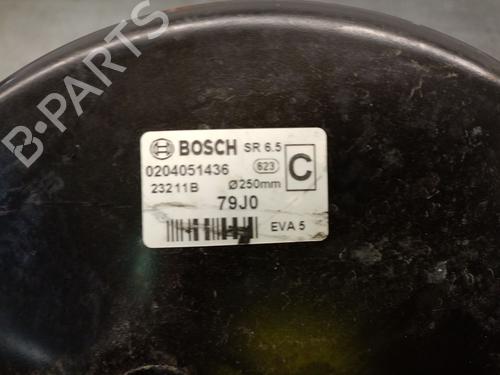 BOSCH SR 6.5
0204051436 623 C
23211B Ø250mm
79J0
EVA 5
B-PARTS